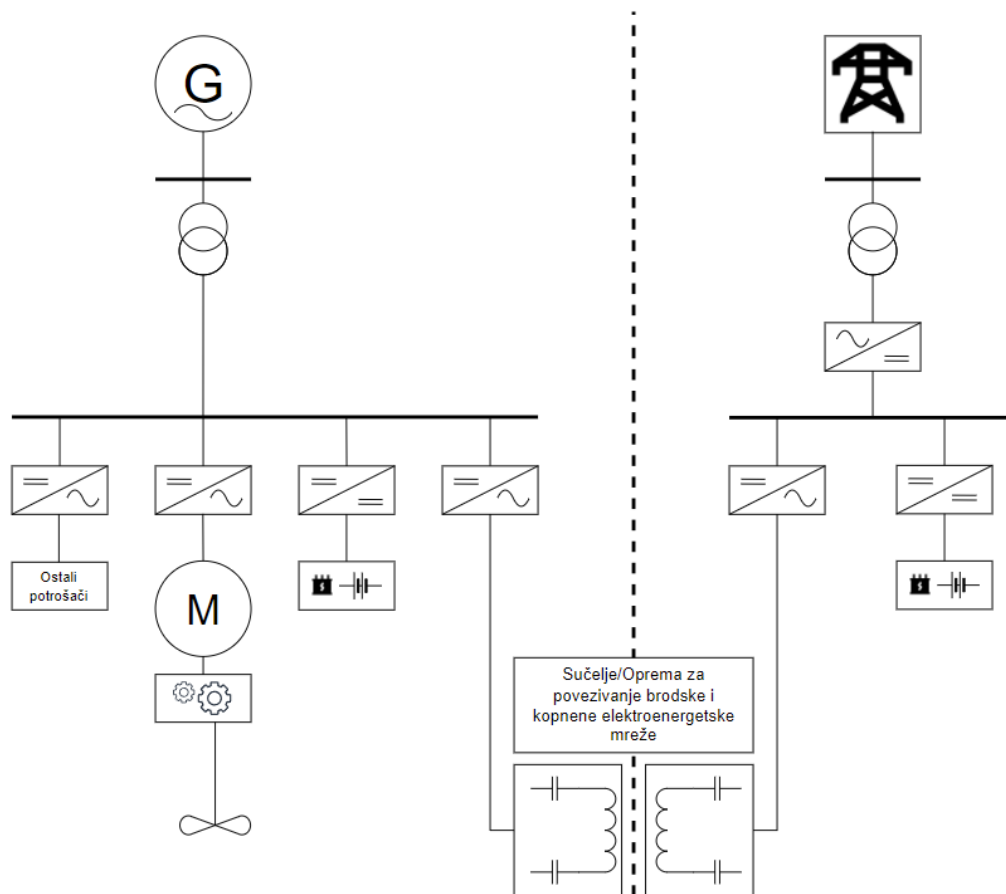 G
Ostali
potrošači
M
Sučelje/Oprema za
povezivanje brodske i
kopnene elektroenergetske
mreže